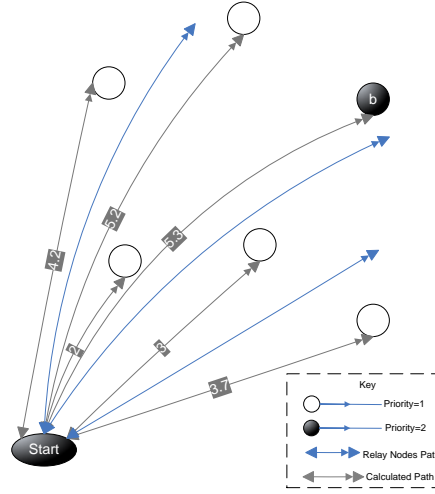 b
5.2
5.3
4.2
2
3
3.7
Start
Key
Priority=1
Priority=2
Relay Nodes Pat
Calculated Path